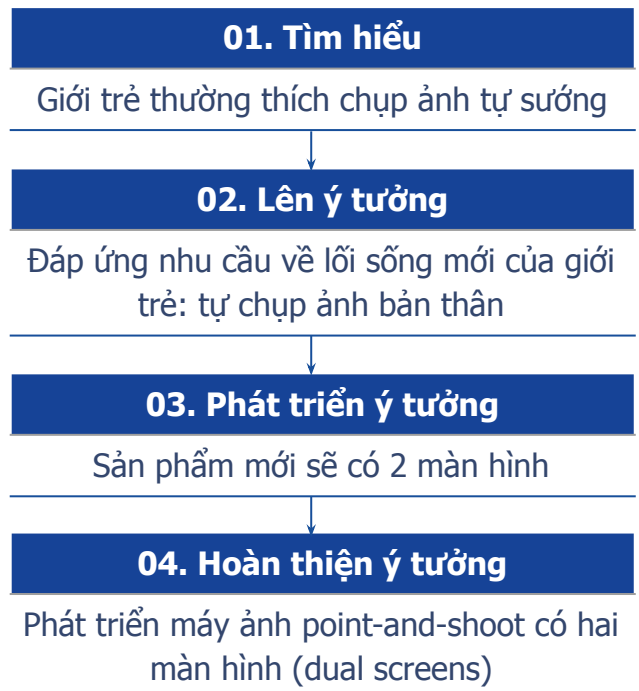 01. Tìm hiểu
Giới trẻ thường thích chụp ảnh tự sướng
02. Lên ý tưởng
Đáp ứng nhu cầu về lối sống mới của giới
trẻ: tự chụp ảnh bản thân
03. Phát triển ý tưởng
Sản phẩm mới sẽ có 2 màn hình
04. Hoàn thiện ý tưởng
Phát triển máy ảnh point-and-shoot có hai
màn hình (dual screens)